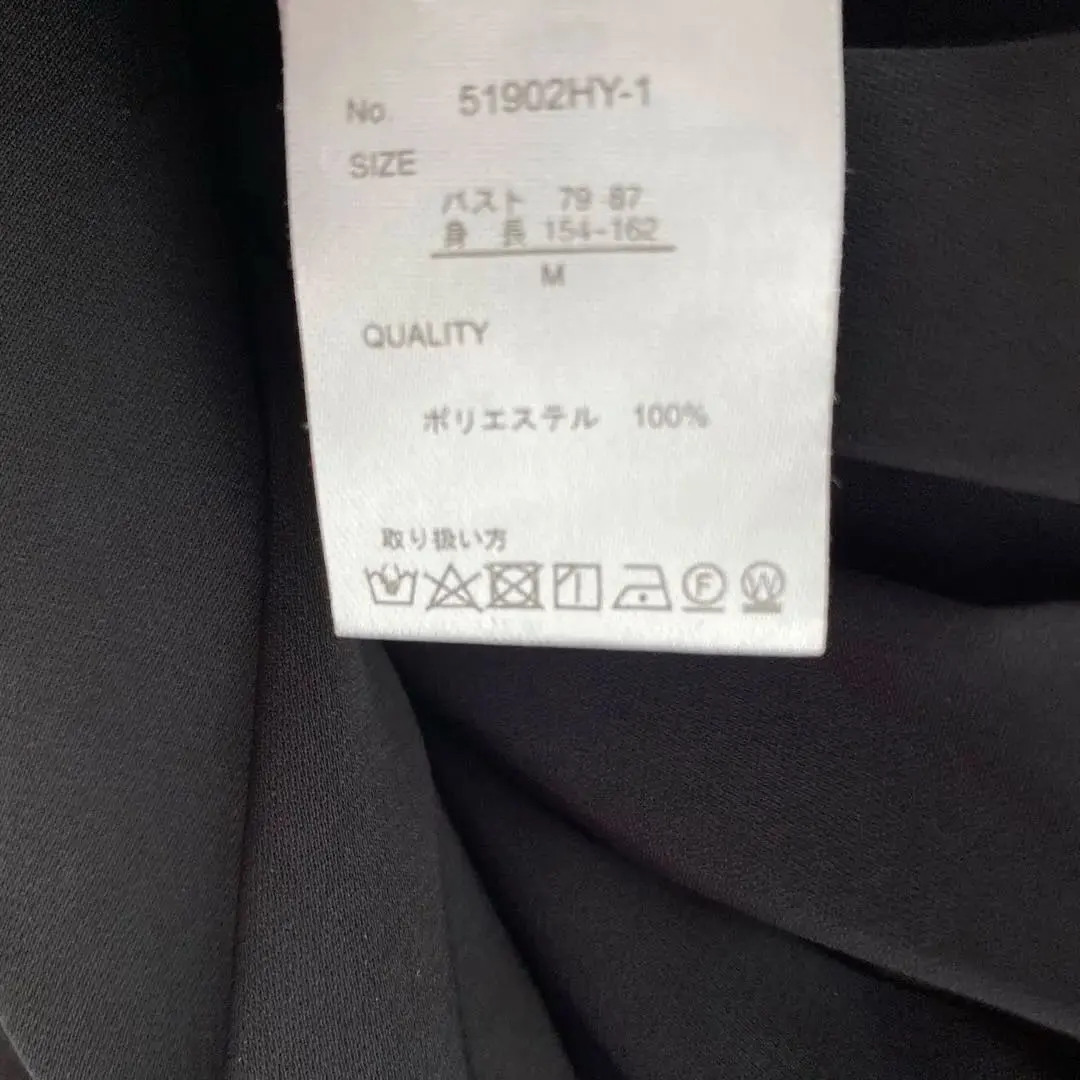 No. 51902HY-1
SIZE
バスト 79-87
身 長 154-162
M
QUALITY
ポリエステル 100%
取り扱い方
F W